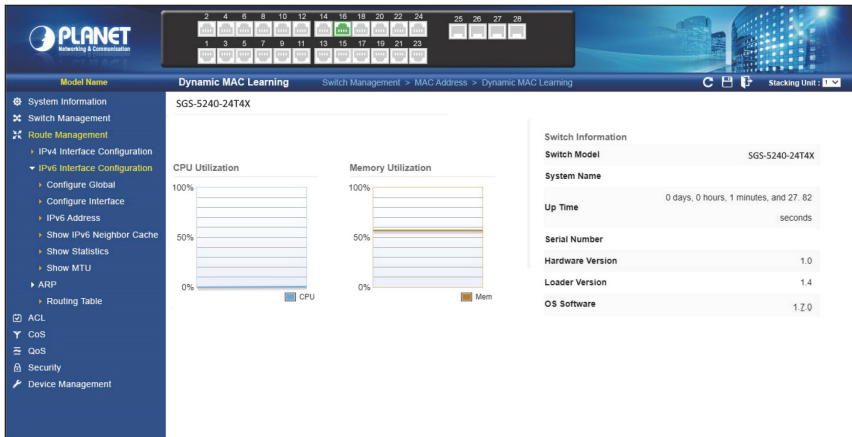 PLANET
Networking & Communication
2 4 6 8 10 12 14 16 18 20 22 24 25 26 27 28
1 3 5 7 9 11 13 15 17 19 21 23
Model Name
Dynamic MAC Learning
Switch Management > MAC Address > Dynamic MAC Learning
Stacking Unit : 1
System Information
Switch Management
Route Management
IPv4 Interface Configuration
IPv6 Interface Configuration
Configure Global
Configure Interface
IPv6 Address
Show IPv6 Neighbor Cache
Show Statistics
Show MTU
ARP
Routing Table
ACL
CoS
QoS
Security
Device Management
SGS-5240-24T4X
CPU Utilization
100%
50%
0%
CPU
Memory Utilization
100%
50%
0%
Mem
Switch Information
Switch Model SGS-5240-24T4X
System Name
Up Time 0 days, 0 hours, 1 minutes, and 27. 82
seconds
Serial Number
Hardware Version 1.0
Loader Version 1.4
OS Software 1.7.0